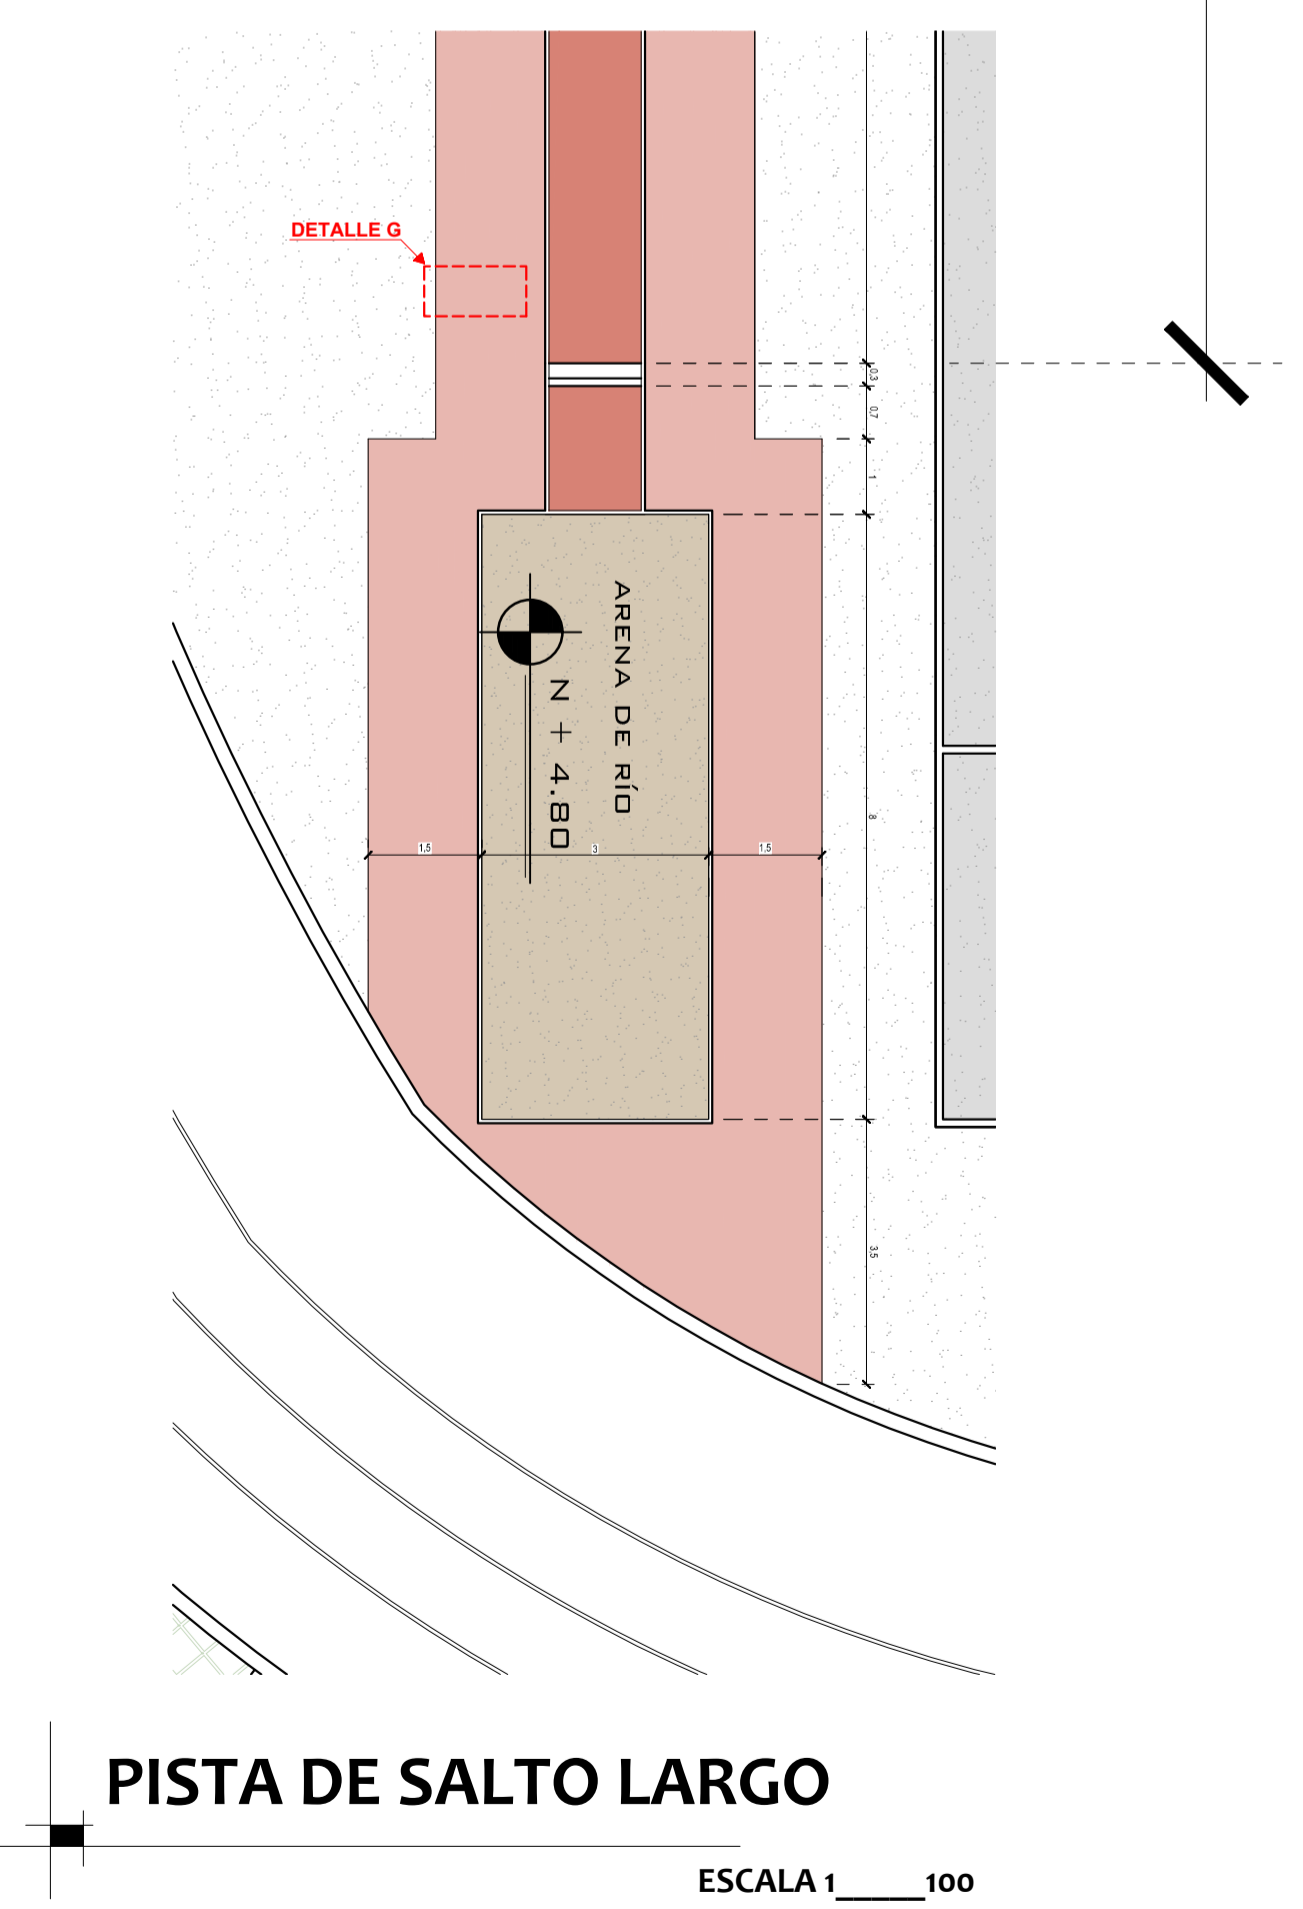 DETALLE G
0,3
0,7
1
ARENA DE RÍO
N + 4.80
8
1,5
3
1,5
3,5
PISTA DE SALTO LARGO
ESCALA 1_____100